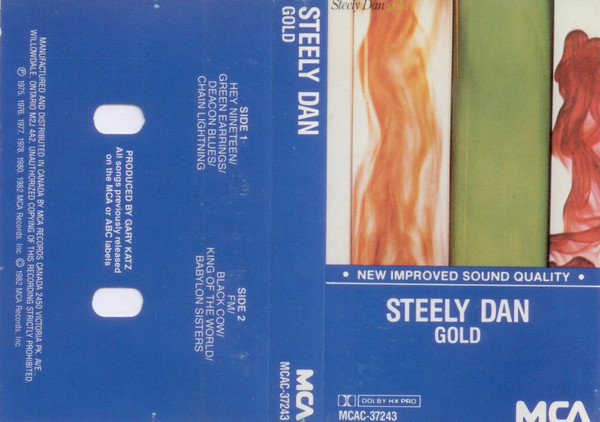 MANUFACTURED AND DISTRIBUTED IN CANADA BY MCA RECORDS CANADA 2450 VICTORIA PK. AVE.
WILLOWDALE, ONTARIO M2J 4A2. UNAUTHORIZED COPYING OF THIS RECORDING STRICTLY PROHIBITED
℗ 1975, 1976, 1977, 1978, 1980, 1982 MCA Records, Inc. © 1982 MCA Records, Inc.
PRODUCED BY GARY KATZ
All songs previously released
on the MCA or ABC labels
SIDE 1
HEY NINETEEN/
GREEN EARRINGS/
DEACON BLUES/
CHAIN LIGHTNING
SIDE 2
FM/
BLACK COW/
KING OF THE WORLD/
BABYLON SISTERS
STEELY DAN
GOLD
MCA
MCAC-37243
Steely Dan gold
• NEW IMPROVED SOUND QUALITY •
STEELY DAN
GOLD
DOLBY HX PRO
MCAC-37243
MCA